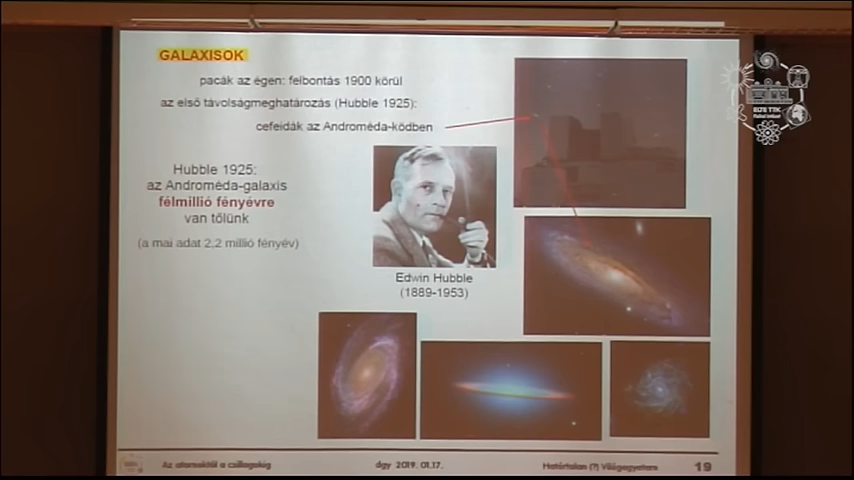 GALAXISOK
pacák az égen: felbontás 1900 körül
az első távolságmeghatározás (Hubble 1925):
cefeidák az Androméda-ködben
Hubble 1925:
az Androméda-galaxis
félmillió fényévre
van tőlünk
(a mai adat 2,2 millió fényév)
Edwin Hubble
(1889-1953)
Az atomoktól a csillagokig
dgy 2019. 01. 17.
Határtalan (?) Világegyetem
19
ELTE TTK